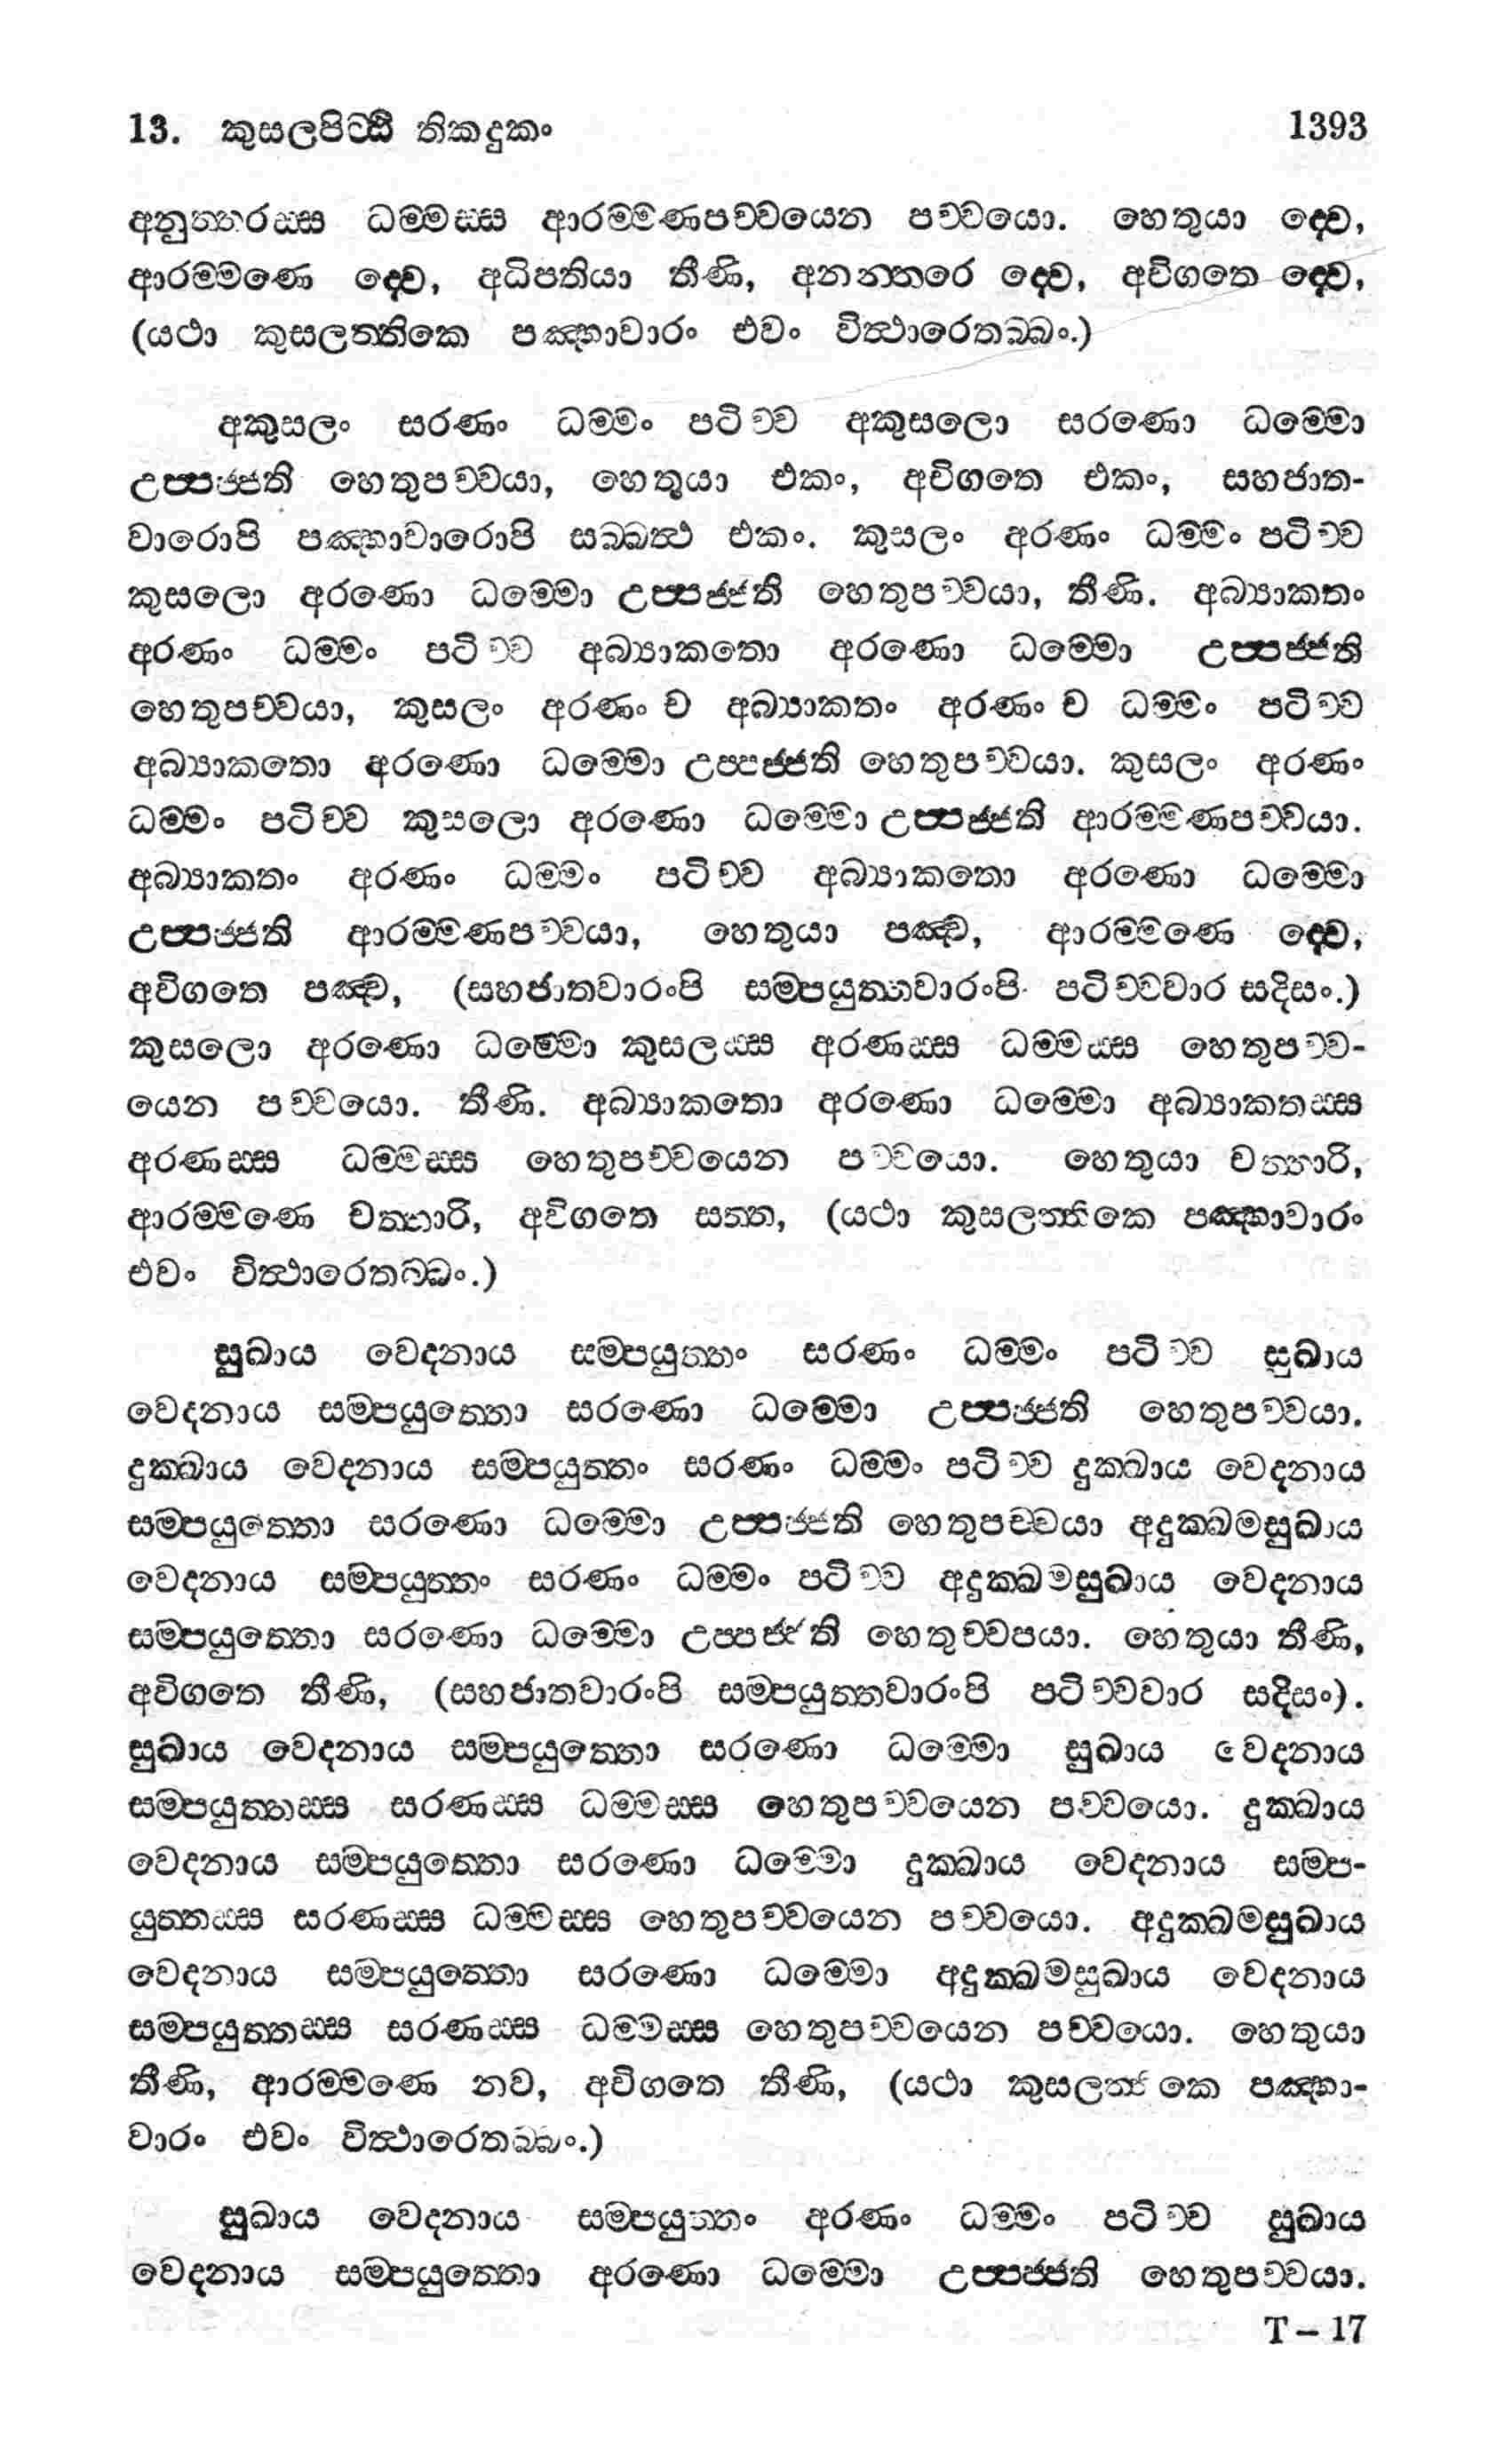 13. කුසලපිට්ඨි තිකදුකං 1393
අනුත්තරස්ස ධම්මස්ස ආරම්මණපච්චයෙන පච්චයො. හෙතුයා ද්වෙ,
ආරම්මණෙ ද්වෙ, අධිපතියා තීණි, අනන්තරෙ ද්වෙ, අවිගතෙ ද්වෙ,
(යථා කුසලත්තිකෙ පඤ්හාවාරං එවං විත්ථාරෙතබ්බං.)
අකුසලං සරණං ධම්මං පටිච්ච අකුසලො සරණො ධම්මො
උප්පජ්ජති හෙතුපච්චයා, හෙතුයා එකං, අවිගතෙ එකං, සහජාත-
වාරොපි පඤ්හාවාරොපි සබ්බත්ථ එකං. කුසලං අරණං ධම්මං පටිච්ච
කුසලො අරණො ධම්මො උප්පජ්ජති හෙතුපච්චයා, තීණි. අබ්‍යාකතං
අරණං ධම්මං පටිච්ච අබ්‍යාකතො අරණො ධම්මො උප්පජ්ජති
හෙතුපච්චයා, කුසලං අරණං ච අබ්‍යාකතං අරණං ච ධම්මං පටිච්ච
අබ්‍යාකතො අරණො ධම්මො උප්පජ්ජති හෙතුපච්චයා. කුසලං අරණං
ධම්මං පටිච්ච කුසලො අරණො ධම්මො උප්පජ්ජති ආරම්මණපච්චයා.
අබ්‍යාකතං අරණං ධම්මං පටිච්ච අබ්‍යාකතො අරණො ධම්මො
උප්පජ්ජති ආරම්මණපච්චයා, හෙතුයා පඤ්ච, ආරම්මණෙ ද්වෙ,
අවිගතෙ පඤ්ච, (සහජාතවාරංපි සම්පයුත්තවාරංපි පටිච්චවාර සදිසං.)
කුසලො අරණො ධම්මො කුසලස්ස අරණස්ස ධම්මස්ස හෙතුපච්ච-
යෙන පච්චයො. තීණි. අබ්‍යාකතො අරණො ධම්මො අබ්‍යාකතස්ස
අරණස්ස ධම්මස්ස හෙතුපච්චයෙන පච්චයො. හෙතුයා චත්තාරි,
ආරම්මණෙ චත්තාරි, අවිගතෙ සත්ත, (යථා කුසලත්තිකෙ පඤ්හාවාරං
එවං විත්ථාරෙතබ්බං.)
සුඛාය වෙදනාය සම්පයුත්තං සරණං ධම්මං පටිච්ච සුඛාය
වෙදනාය සම්පයුත්තො සරණො ධම්මො උප්පජ්ජති හෙතුපච්චයා.
දුක්ඛාය වෙදනාය සම්පයුත්තං සරණං ධම්මං පටිච්ච දුක්ඛාය වෙදනාය
සම්පයුත්තො සරණො ධම්මො උප්පජ්ජති හෙතුපච්චයා අදුක්ඛමසුඛාය
වෙදනාය සම්පයුත්තං සරණං ධම්මං පටිච්ච අදුක්ඛමසුඛාය වෙදනාය
සම්පයුත්තො සරණො ධම්මො උප්පජ්ජති හෙතුච්චපයා. හෙතුයා තීණි,
අවිගතෙ තීණි, (සහජාතවාරංපි සම්පයුත්තවාරංපි පටිච්චවාර සදිසං).
සුඛාය වෙදනාය සම්පයුත්තො සරණො ධම්මො සුඛාය වෙදනාය
සම්පයුත්තස්ස සරණස්ස ධම්මස්ස හෙතුපච්චයෙන පච්චයො. දුක්ඛාය
වෙදනාය සම්පයුත්තො සරණො ධම්මො දුක්ඛාය වෙදනාය සම්ප-
යුත්තස්ස සරණස්ස ධම්මස්ස හෙතුපච්චයෙන පච්චයො. අදුක්ඛමසුඛාය
වෙදනාය සම්පයුත්තො සරණො ධම්මො අදුක්ඛමසුඛාය වෙදනාය
සම්පයුත්තස්ස සරණස්ස ධම්මස්ස හෙතුපච්චයෙන පච්චයො. හෙතුයා
තීණි, ආරම්මණෙ නව, අවිගතෙ තීණි, (යථා කුසලත්තිකෙ පඤ්හා-
වාරං එවං විත්ථාරෙතබ්බං.)
සුඛාය වෙදනාය සම්පයුත්තං අරණං ධම්මං පටිච්ච සුඛාය
වෙදනාය සම්පයුත්තො අරණො ධම්මො උප්පජ්ජති හෙතුපච්චයා.
T – 17